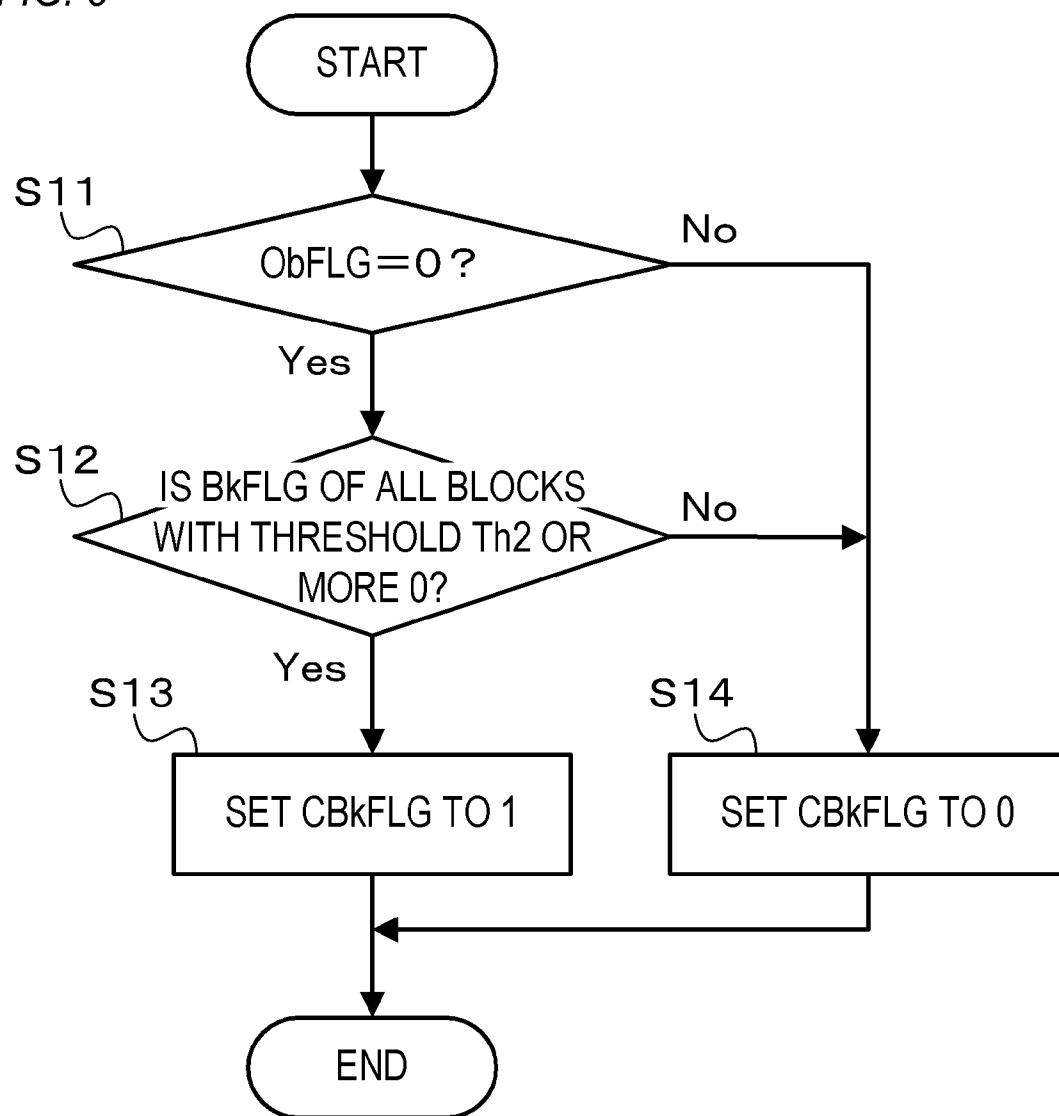 START
S11
ObFLG=0?
No
Yes
S12
IS BkFLG OF ALL BLOCKS
WITH THRESHOLD Th2 OR
MORE 0?
No
Yes
S13
SET CBkFLG TO 1
S14
SET CBkFLG TO 0
END